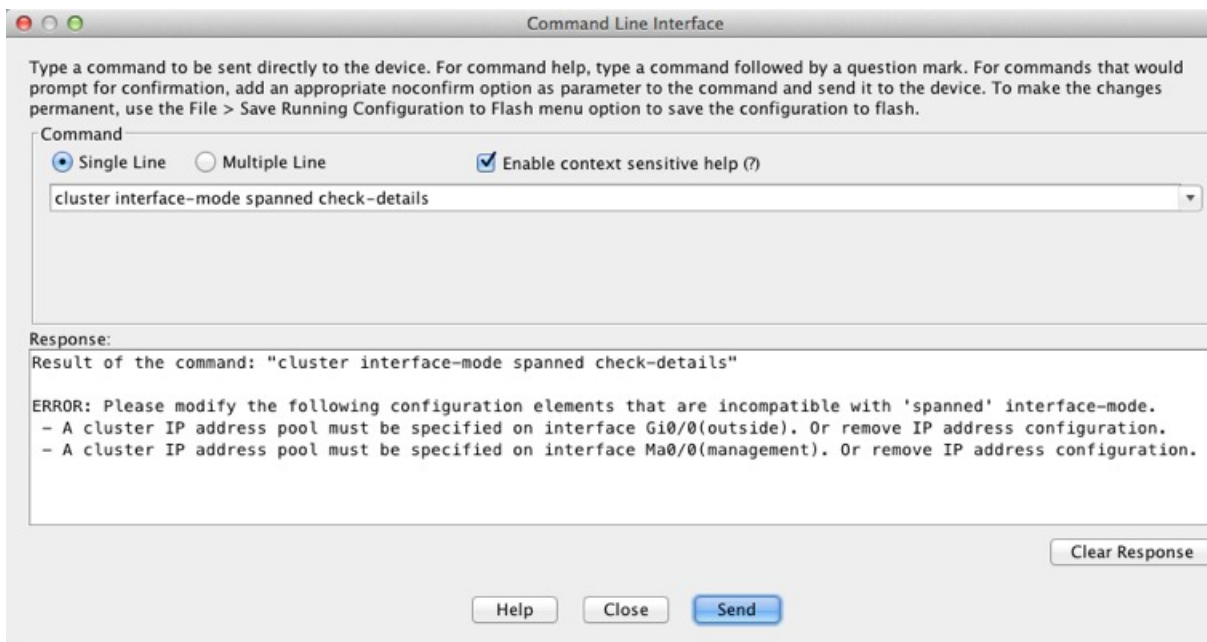 Command Line Interface
Type a command to be sent directly to the device. For command help, type a command followed by a question mark. For commands that would
prompt for confirmation, add an appropriate noconfirm option as parameter to the command and send it to the device. To make the changes
permanent, use the File > Save Running Configuration to Flash menu option to save the configuration to flash.
Command
Single Line Multiple Line Enable context sensitive help (?)
cluster interface-mode spanned check-details
Response:
Result of the command: "cluster interface-mode spanned check-details"
ERROR: Please modify the following configuration elements that are incompatible with 'spanned' interface-mode.
- A cluster IP address pool must be specified on interface Gi0/0(outside). Or remove IP address configuration.
- A cluster IP address pool must be specified on interface Ma0/0(management). Or remove IP address configuration.
Clear Response
Help Close Send